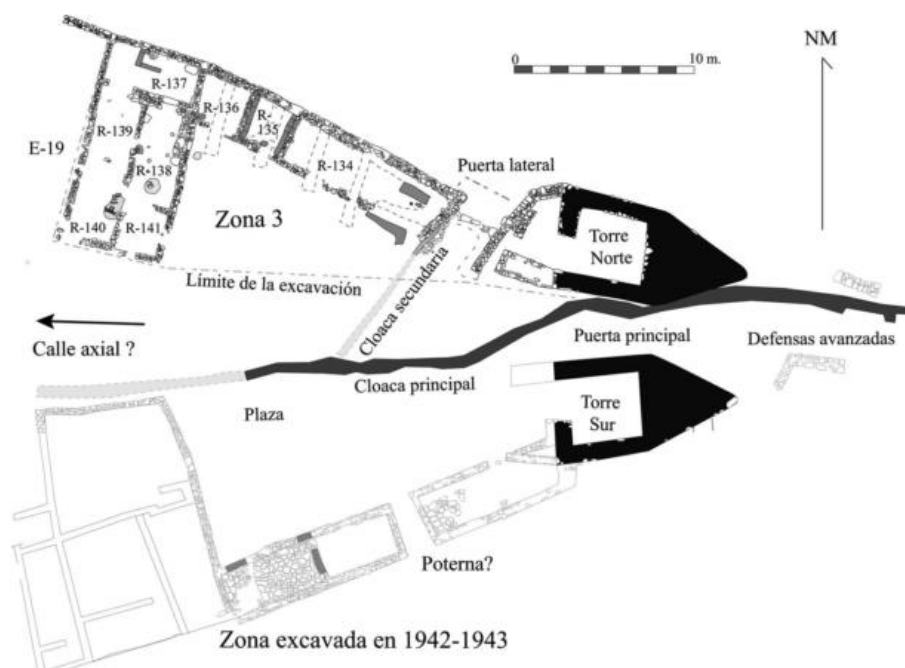 0
10 m.
NM
R-137
R-136
R-
135
R-139
E-19
R-134
R-138
Puerta lateral
Zona 3
R-140
R-141
Torre
Norte
Límite de la excavación
Cloaca secundaria
Calle axial ?
Puerta principal
Defensas avanzadas
Cloaca principal
Plaza
Torre
Sur
Poterna?
Zona excavada en 1942-1943